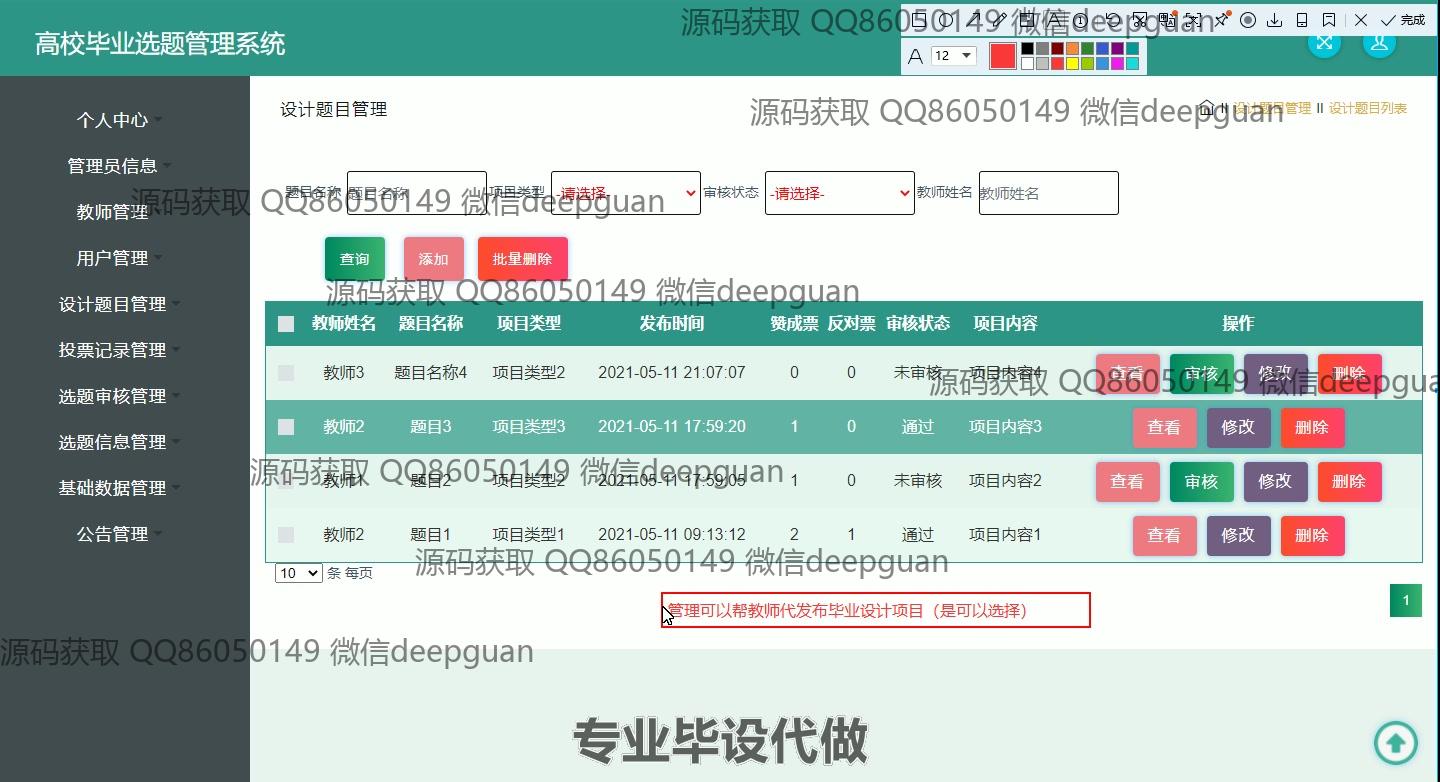 源码获取 QQ86050149 微信deepguan
完成
高校毕业选题管理系统
A 12
设计题目管理
源码获取 QQ86050149 微信deepguan
设计题目管理 II 设计题目列表
个人中心
管理员信息
教师管理
用户管理
设计题目管理
投票记录管理
选题审核管理
选题信息管理
基础数据管理
公告管理
题目名称 题目名称 项目类型 -请选择- 审核状态 -请选择- 教师姓名 教师姓名
源码获取 QQ86050149 微信deepguan
查询 添加 批量删除
源码获取 QQ86050149 微信deepguan
教师姓名 题目名称 项目类型 发布时间 赞成票 反对票 审核状态 项目内容 操作
教师3 题目名称4 项目类型2 2021-05-11 21:07:07 0 0 未审核 项目内容4 查看 审核 修改 删除
源码获取 QQ86050149 微信deepgua
教师2 题目3 项目类型3 2021-05-11 17:59:20 1 0 通过 项目内容3 查看 修改 删除
源码获取 QQ86050149 微信deepguan
教师1 题目2 项目类型2 2021-05-11 17:59:05 1 0 未审核 项目内容2 查看 审核 修改 删除
教师2 题目1 项目类型1 2021-05-11 09:13:12 2 1 通过 项目内容1 查看 修改 删除
源码获取 QQ86050149 微信deepguan
10 条 每页
1
管理可以帮教师代发布毕业设计项目（是可以选择）
源码获取 QQ86050149 微信deepguan
专业毕设代做